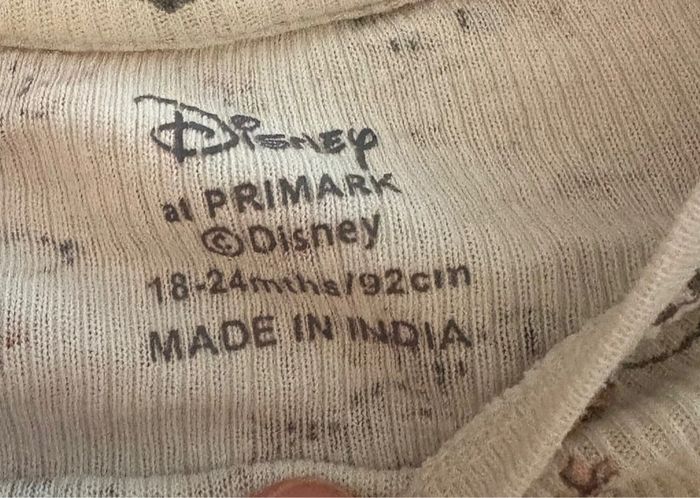 Disney
at PRIMARK
©Disney
18-24mths/92cm
MADE IN INDIA